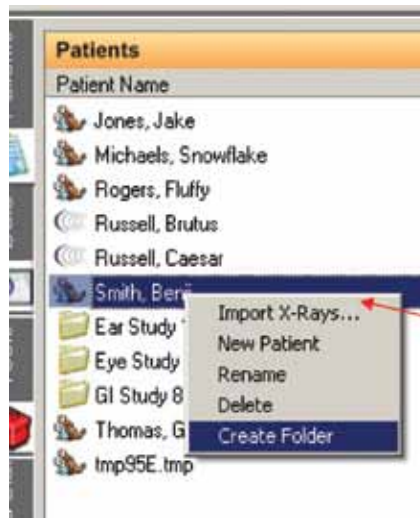 Patients
Patient Name
Jones, Jake
Michaels, Snowflake
Rogers, Fluffy
Russell, Brutus
Russell, Caesar
Smith, Benji
Import X-Rays...
Ear Study
New Patient
Eye Study
Rename
GI Study 8
Delete
Thomas, G
Create Folder
tmp95E.tmp